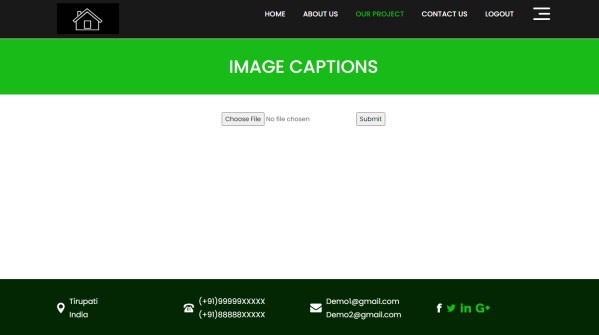 HOME ABOUT US OUR PROJECT CONTACT US LOGOUT
IMAGE CAPTIONS
Choose File No file chosen Submit
Tirupati
India
(+91)99999XXXXX
(+91)88888XXXXX
Demo1@gmail.com
Demo2@gmail.com